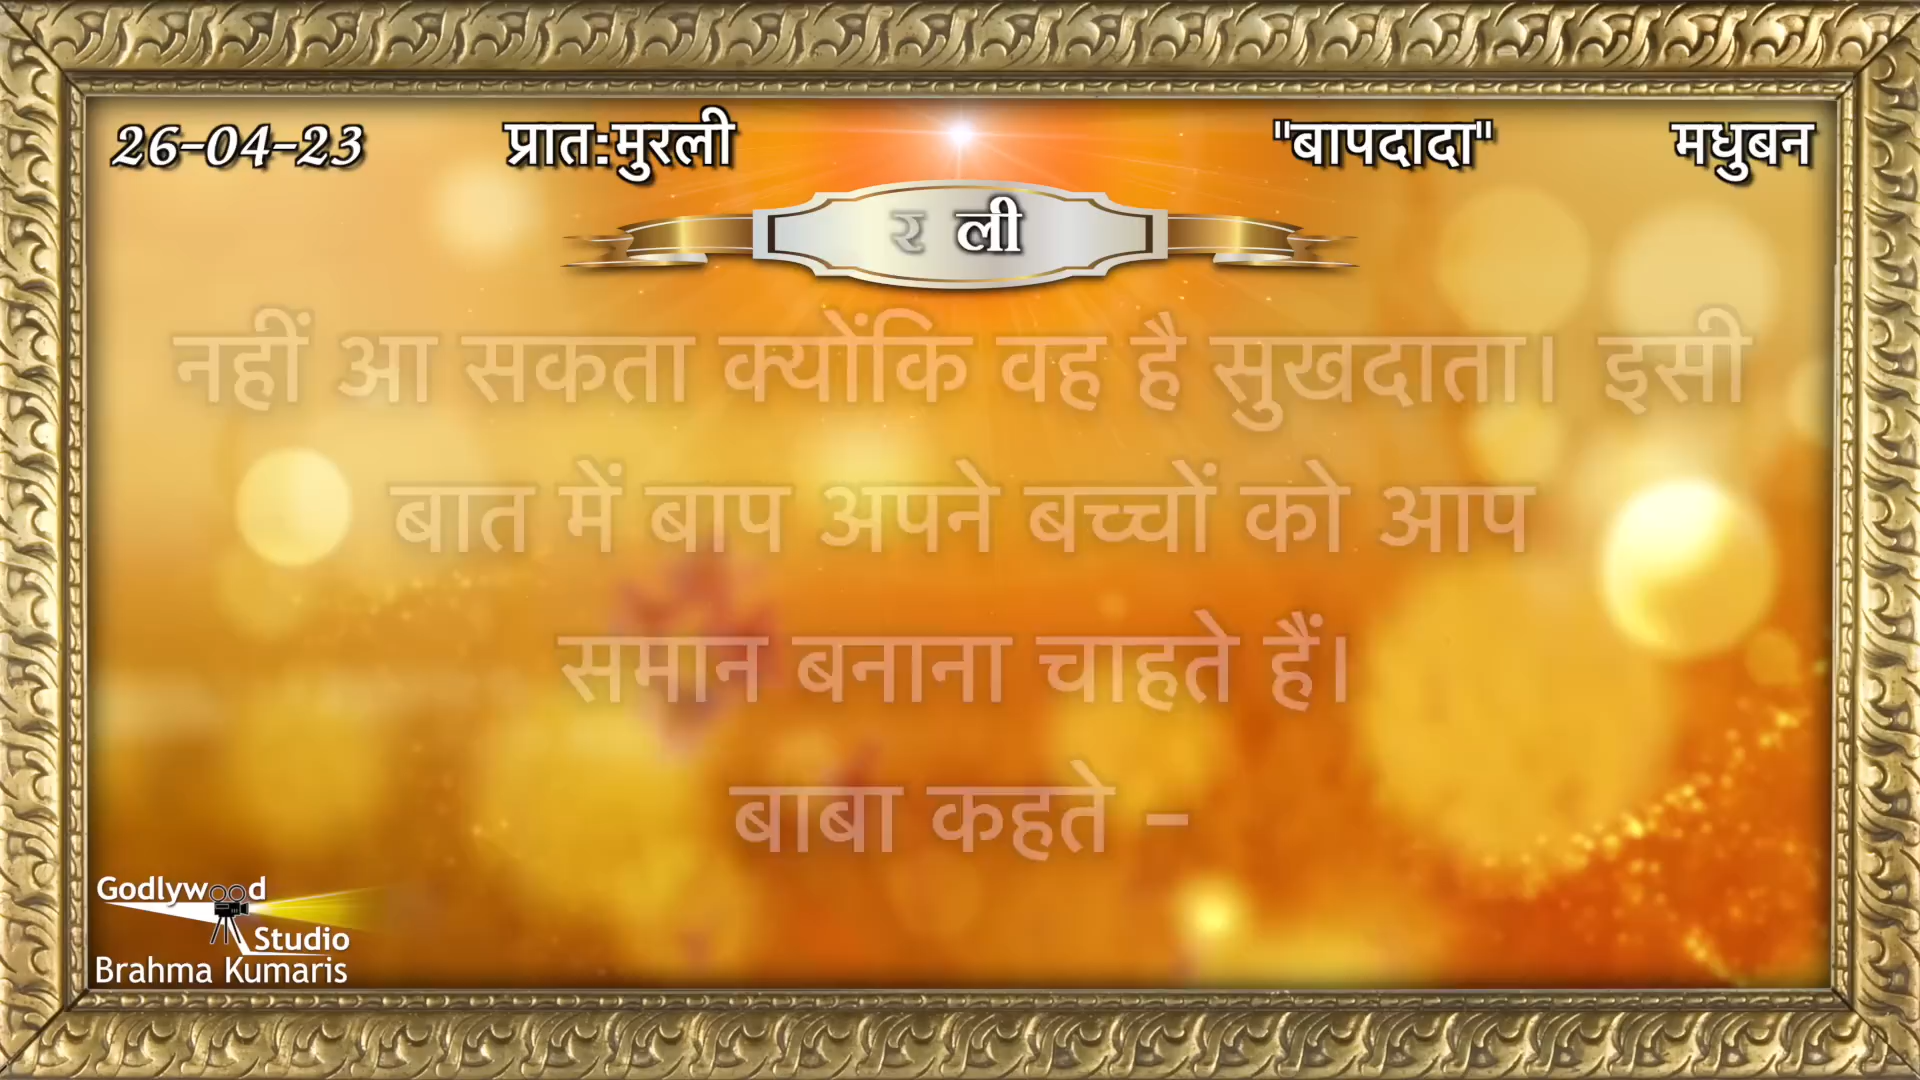 26-04-23 प्रात:मुरली "बापदादा" मधुबन
र ली
नहीं आ सकता क्योंकि वह है सुखदाता। इसी
बात में बाप अपने बच्चों को आप
समान बनाना चाहते हैं।
बाबा कहते –
Godlywood
Studio
Brahma Kumaris